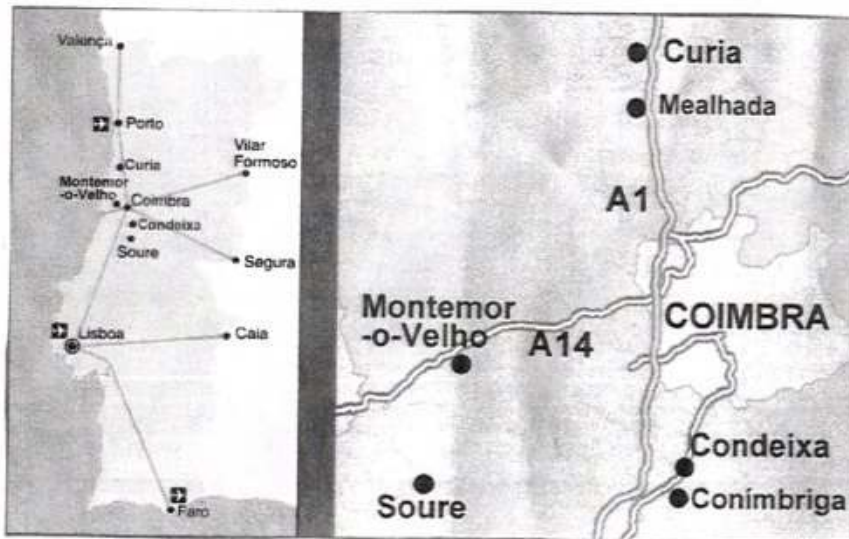 Valença
Porto
Curia
Vilar
Formoso
Montemor
-o-Velho
Coimbra
Condeixa
Soure
Segura
Lisboa
Caia
Faro
Curia
Mealhada
A1
Montemor
-o-Velho
A14
COIMBRA
Condeixa
Conímbriga
Soure